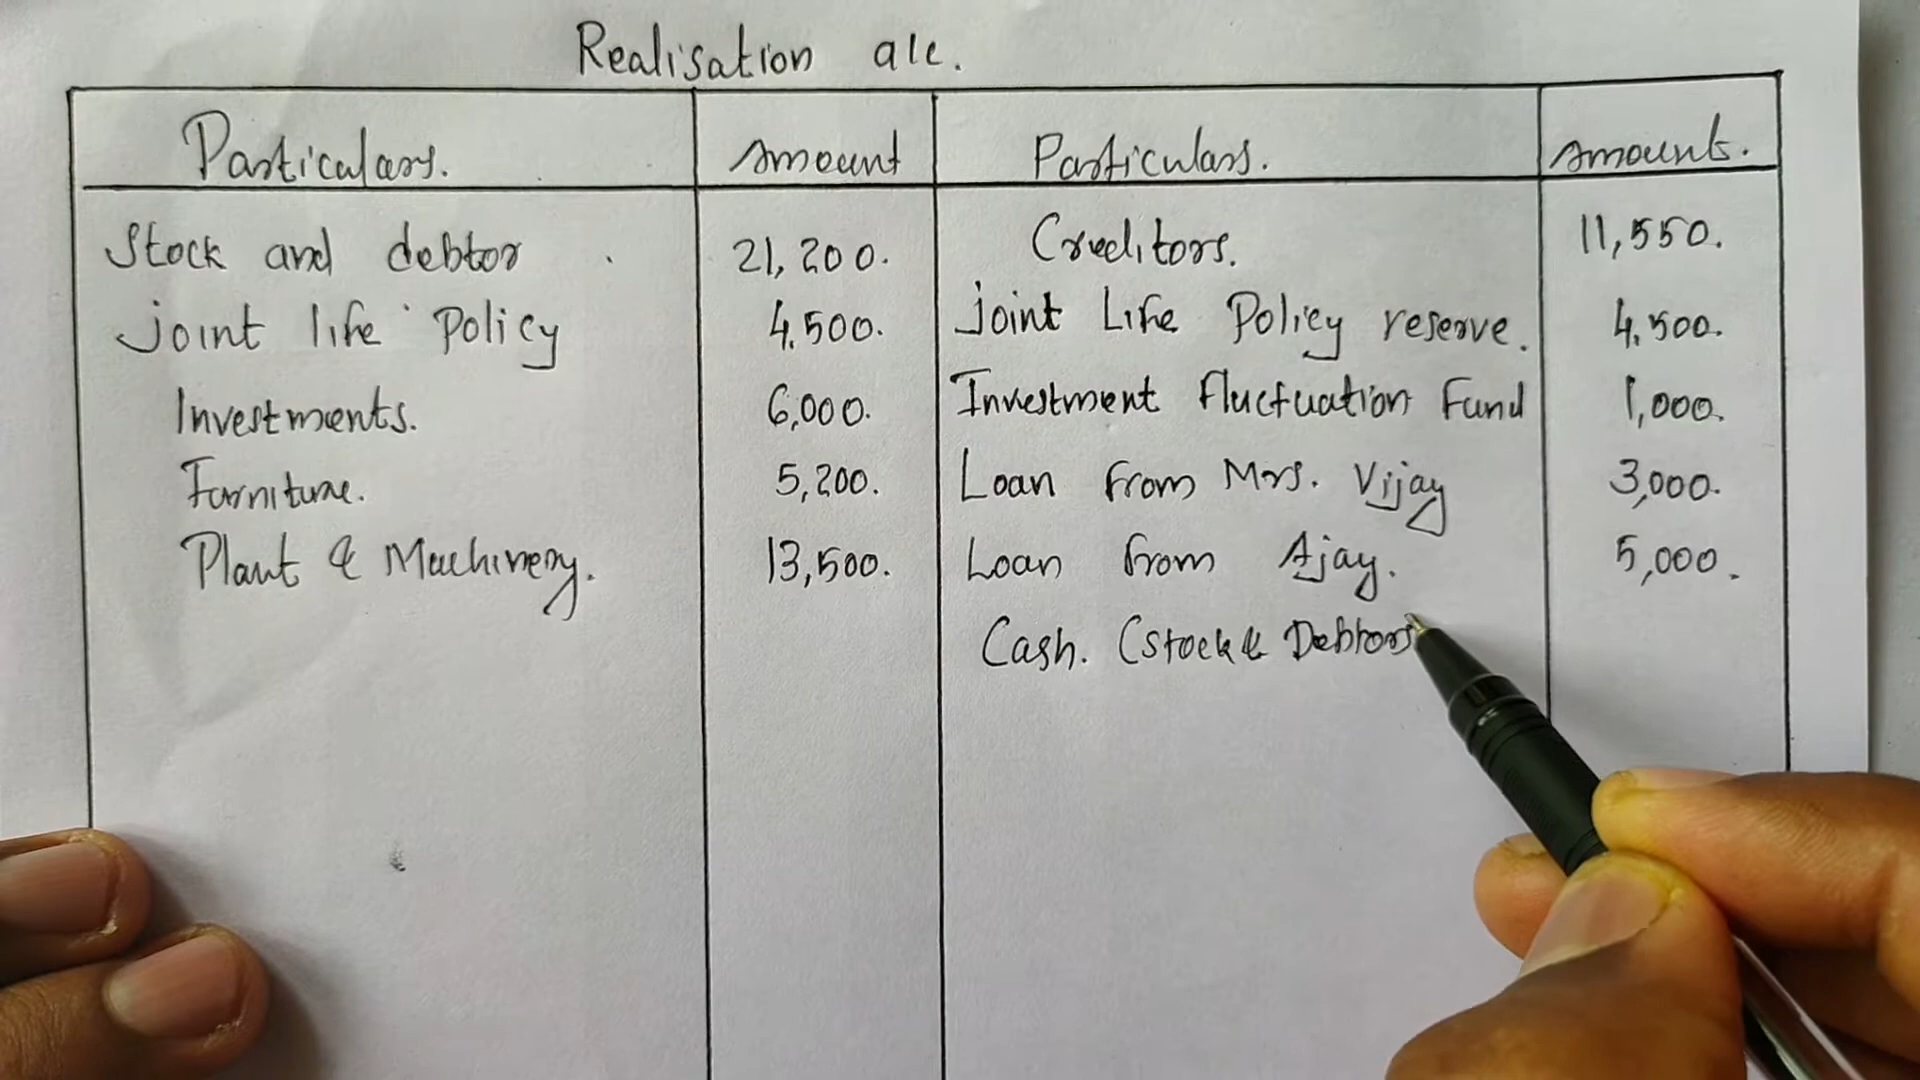 Realisation a/c.
Particulars. Amount Particulars. Amounts.
Stock and debtor 21,200. Creditors. 11,550.
joint life Policy 4,500. joint Life Policy reserve. 4,500.
Investments. 6,000. Investment Fluctuation Fund 1,000.
Furniture. 5,200. Loan from Mrs. Vijay 3,000.
Plant & Machinery. 13,500. Loan from Ajay. 5,000.
Cash. (Stock & Debtors